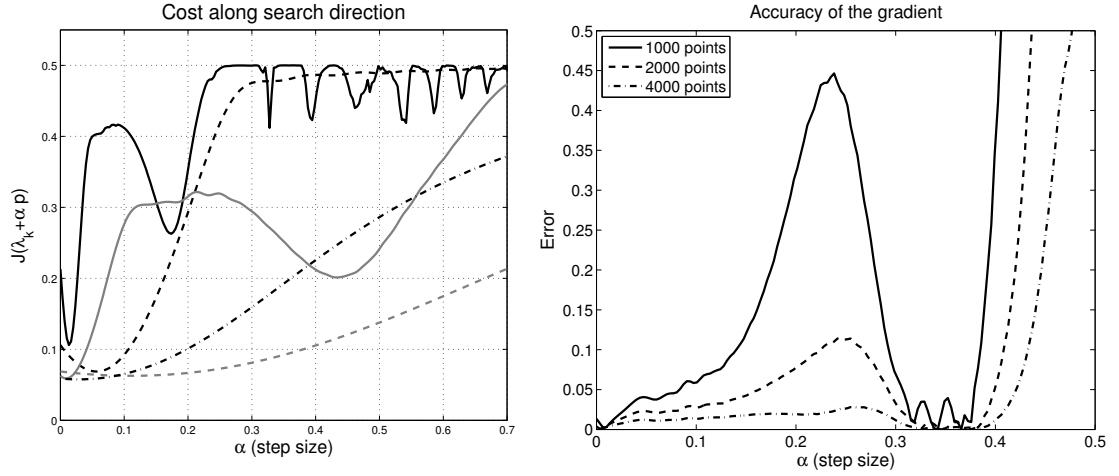 Cost along search direction
J(λk+α p)
0.7
0.6
0.5
0.4
0.3
0.2
0.1
0
0 0.1 0.2 0.3 0.4 0.5 0.6 0.7
α (step size)
Accuracy of the gradient
1000 points
2000 points
4000 points
Error
0.5
0.45
0.4
0.35
0.3
0.25
0.2
0.15
0.1
0.05
0
0 0.1 0.2 0.3 0.4 0.5
α (step size)